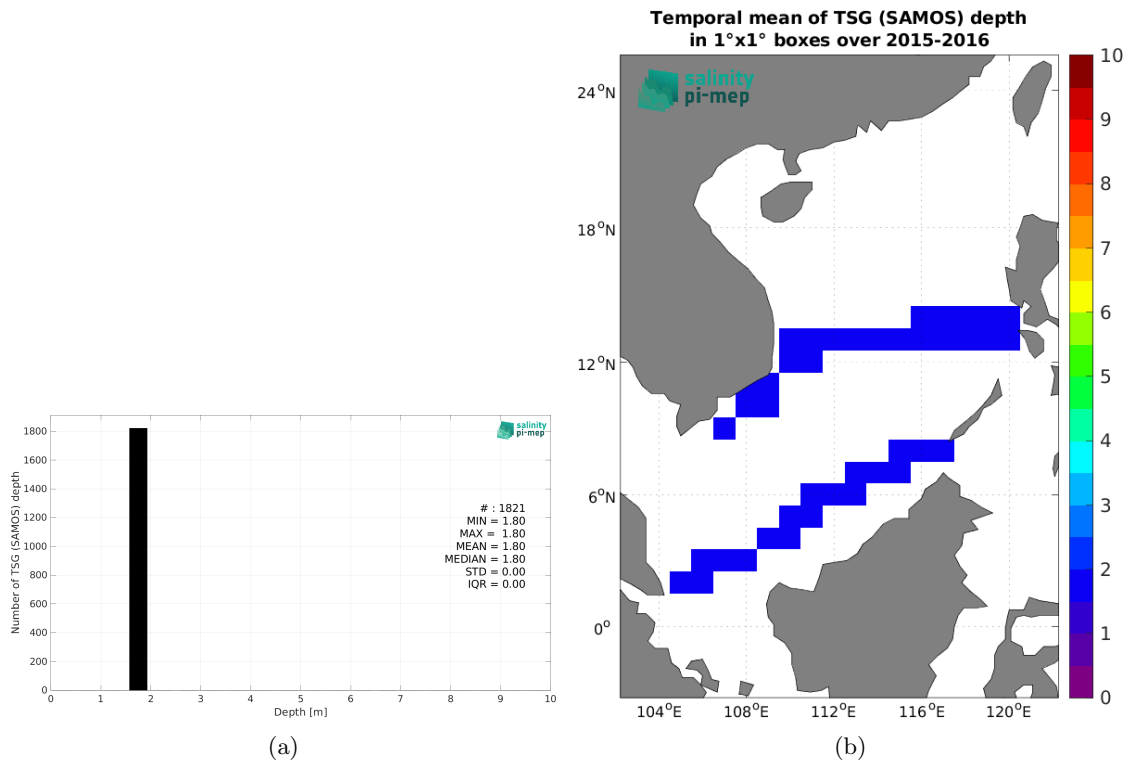 1800
1600
1400
1200
1000
800
600
400
200
0
Number of TSG (SAMOS) depth
salinity
pi-mep
# : 1821
MIN = 1.80
MAX = 1.80
MEAN = 1.80
MEDIAN = 1.80
STD = 0.00
IQR = 0.00
0 1 2 3 4 5 6 7 8 9 10
Depth [m]
(a)
Temporal mean of TSG (SAMOS) depth
in 1°x1° boxes over 2015-2016
salinity
pi-mep
24°N
18°N
12°N
6°N
0°
104°E 108°E 112°E 116°E 120°E
10
9
8
7
6
5
4
3
2
1
0
(b)